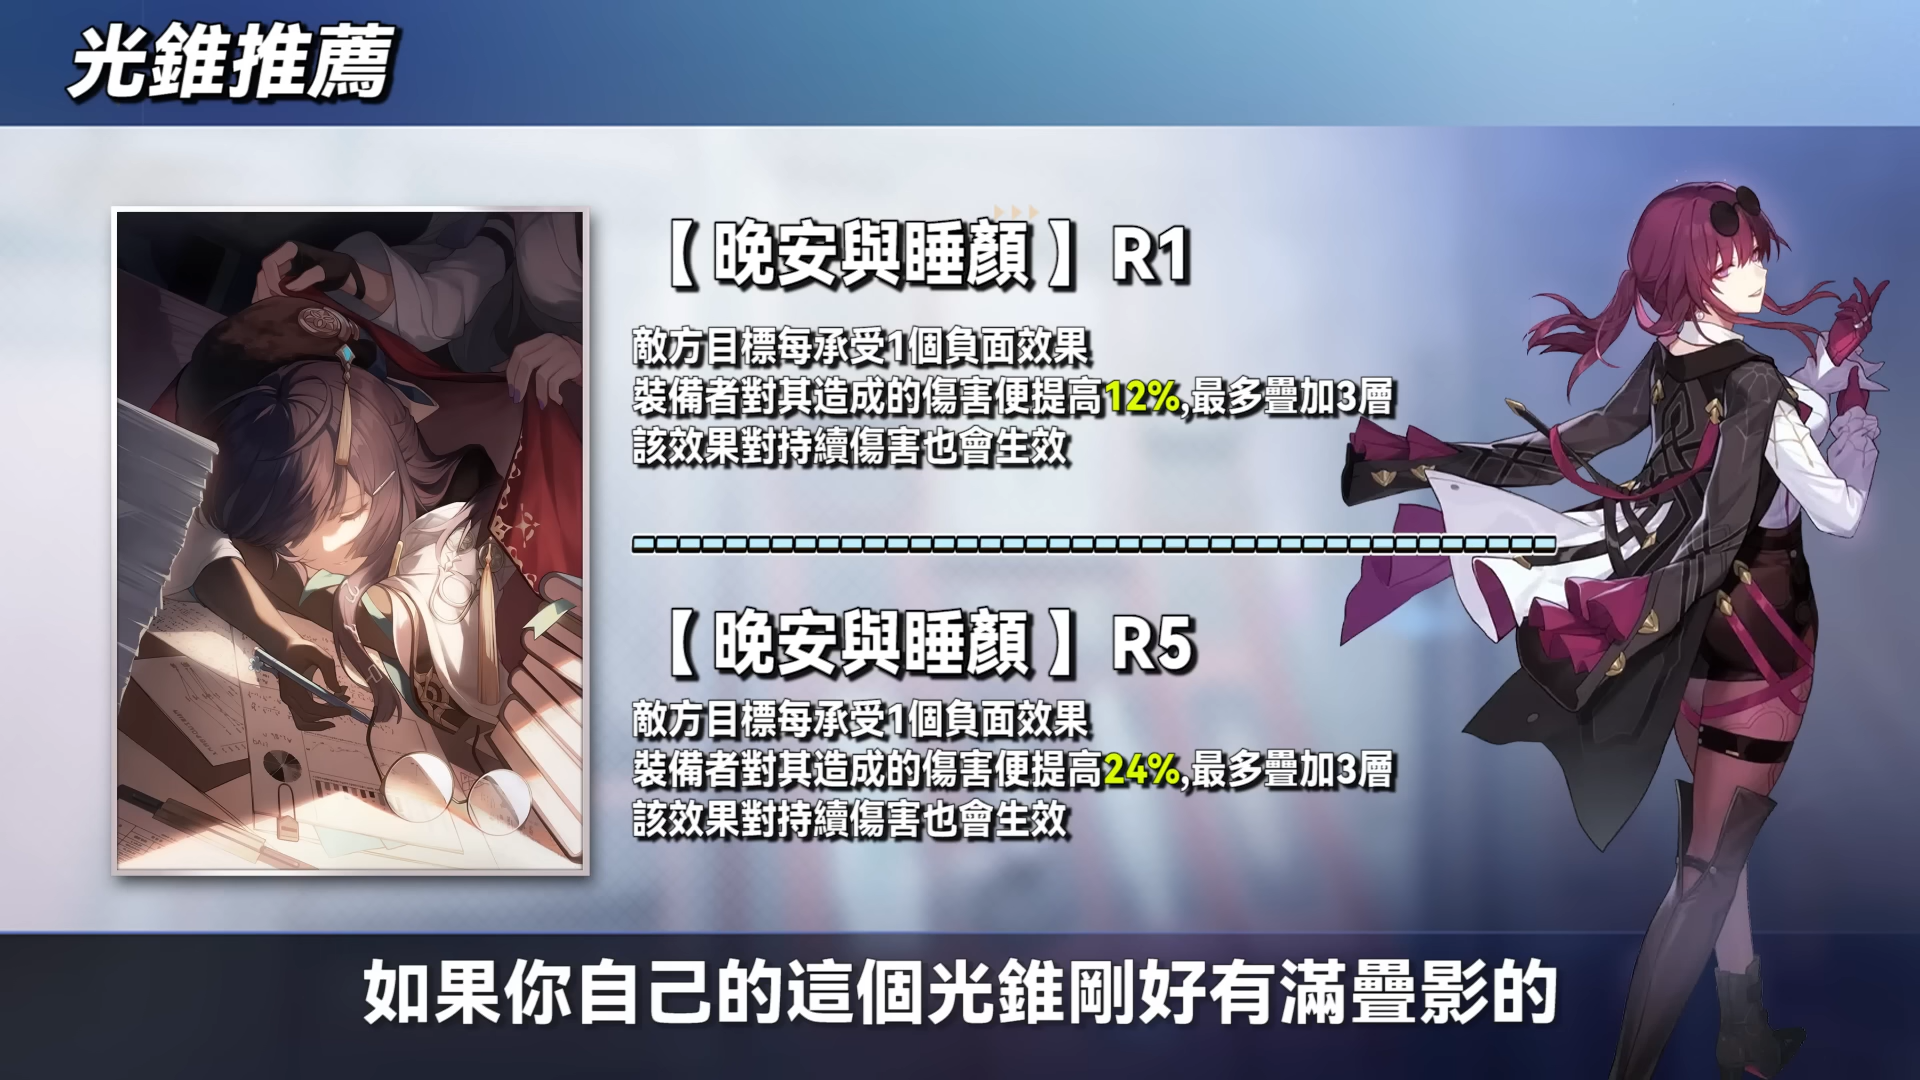 光錐推薦
【晚安與睡顏】R1
敵方目標每承受1個負面效果
裝備者對其造成的傷害便提高12%,最多疊加3層
該效果對持續傷害也會生效
【晚安與睡顏】R5
敵方目標每承受1個負面效果
裝備者對其造成的傷害便提高24%,最多疊加3層
該效果對持續傷害也會生效
如果你自己的這個光錐剛好有滿疊影的